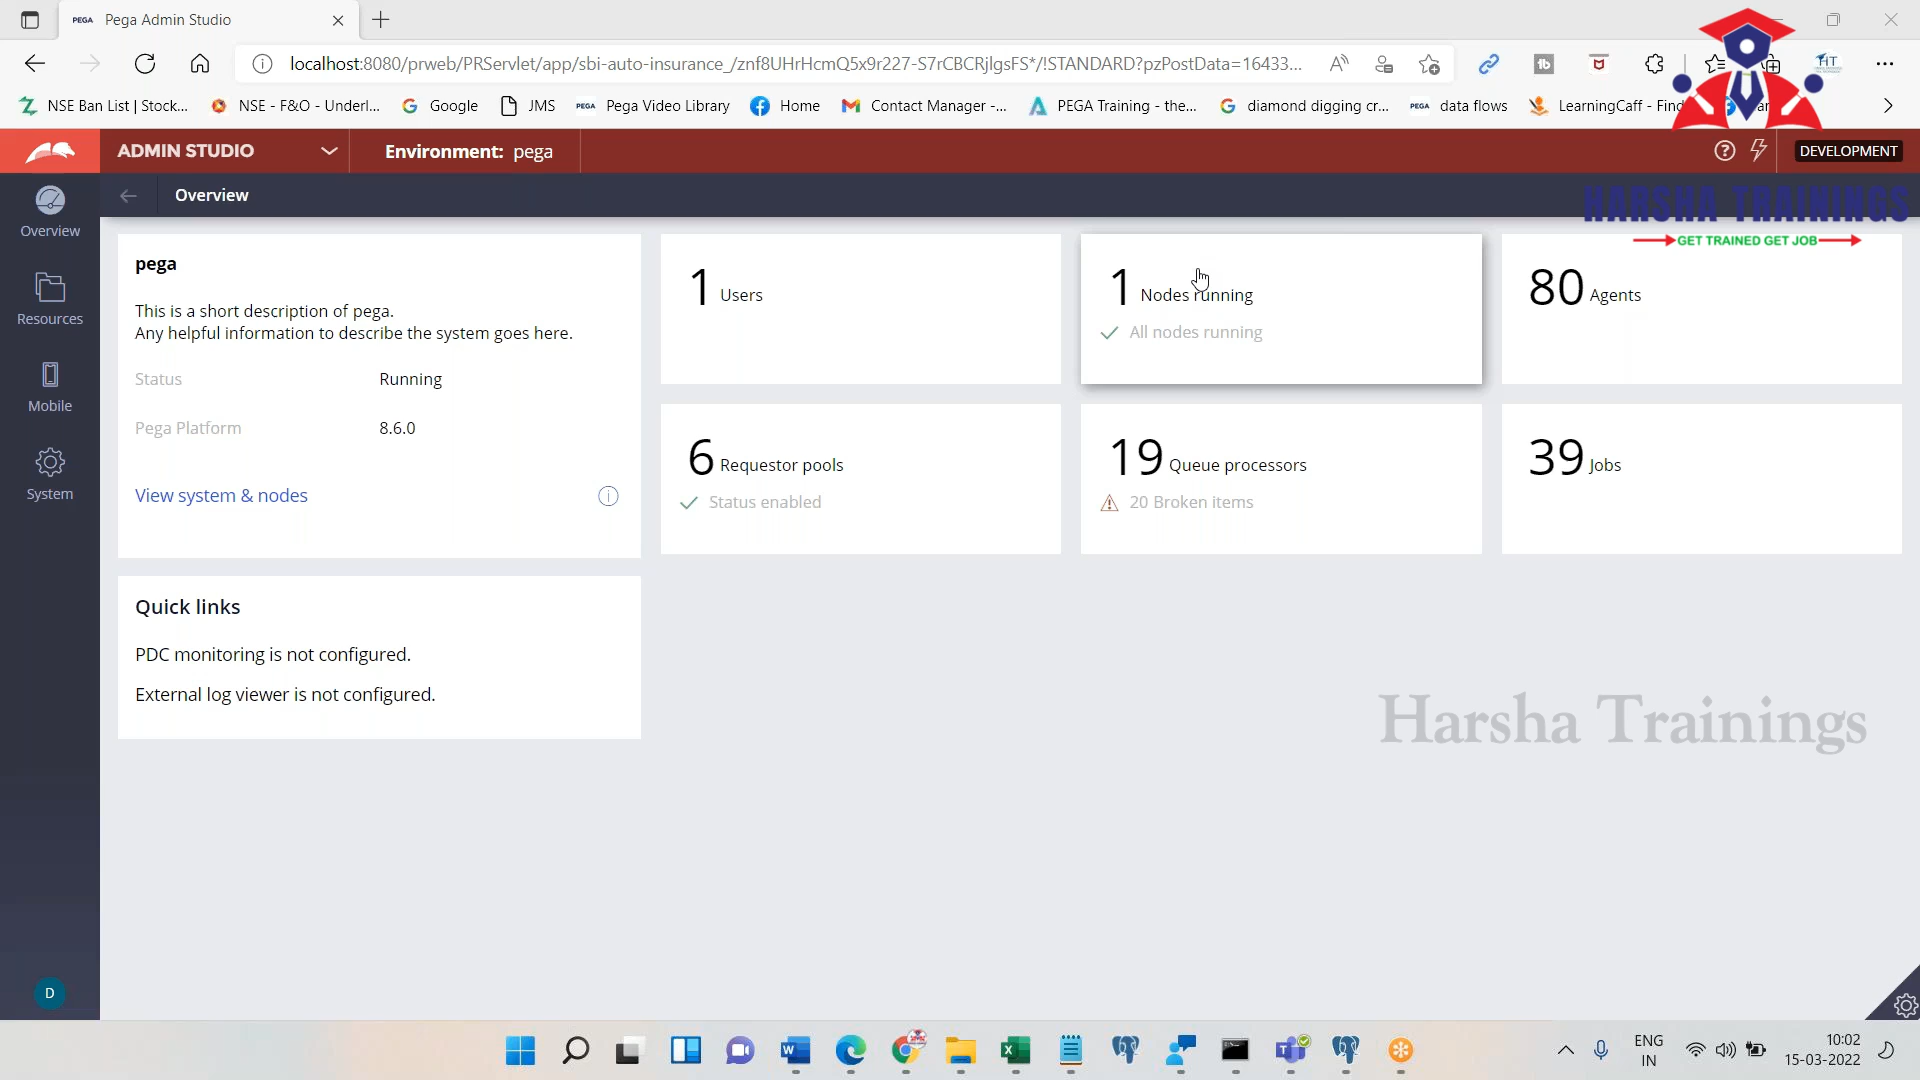 PEGA Pega Admin Studio
localhost:8080/prweb/PRServlet/app/sbi-auto-insurance_/znf8UHrHcmQ5x9r227-S7rCBCRjlgsFS*/!STANDARD?pzPostData=16433...
NSE Ban List | Stock... NSE - F&O - Underl... Google JMS PEGA Pega Video Library Home Contact Manager -... PEGA Training - the... diamond digging cr... PEGA data flows LearningCaff - Find
ADMIN STUDIO Environment: pega DEVELOPMENT
Overview
HARSHA TRAININGS
GET TRAINED GET JOB
Overview
Resources
Mobile
System
D
pega
This is a short description of pega.
Any helpful information to describe the system goes here.
Status Running
Pega Platform 8.6.0
View system & nodes
1 Users
1 Nodes running
All nodes running
80 Agents
6 Requestor pools
Status enabled
19 Queue processors
20 Broken items
39 Jobs
Quick links
PDC monitoring is not configured.
External log viewer is not configured.
Harsha Trainings
ENG
IN
10:02
15-03-2022